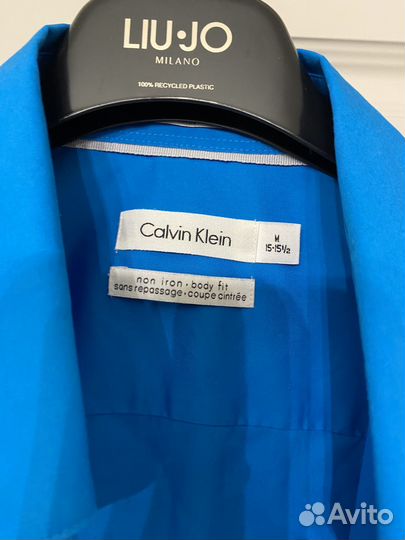 LIU·JO
MILANO
100% RECYCLED PLASTIC
Calvin Klein
M
15-15½
non iron · body fit
sans repassage · coupe cintrée
Avito